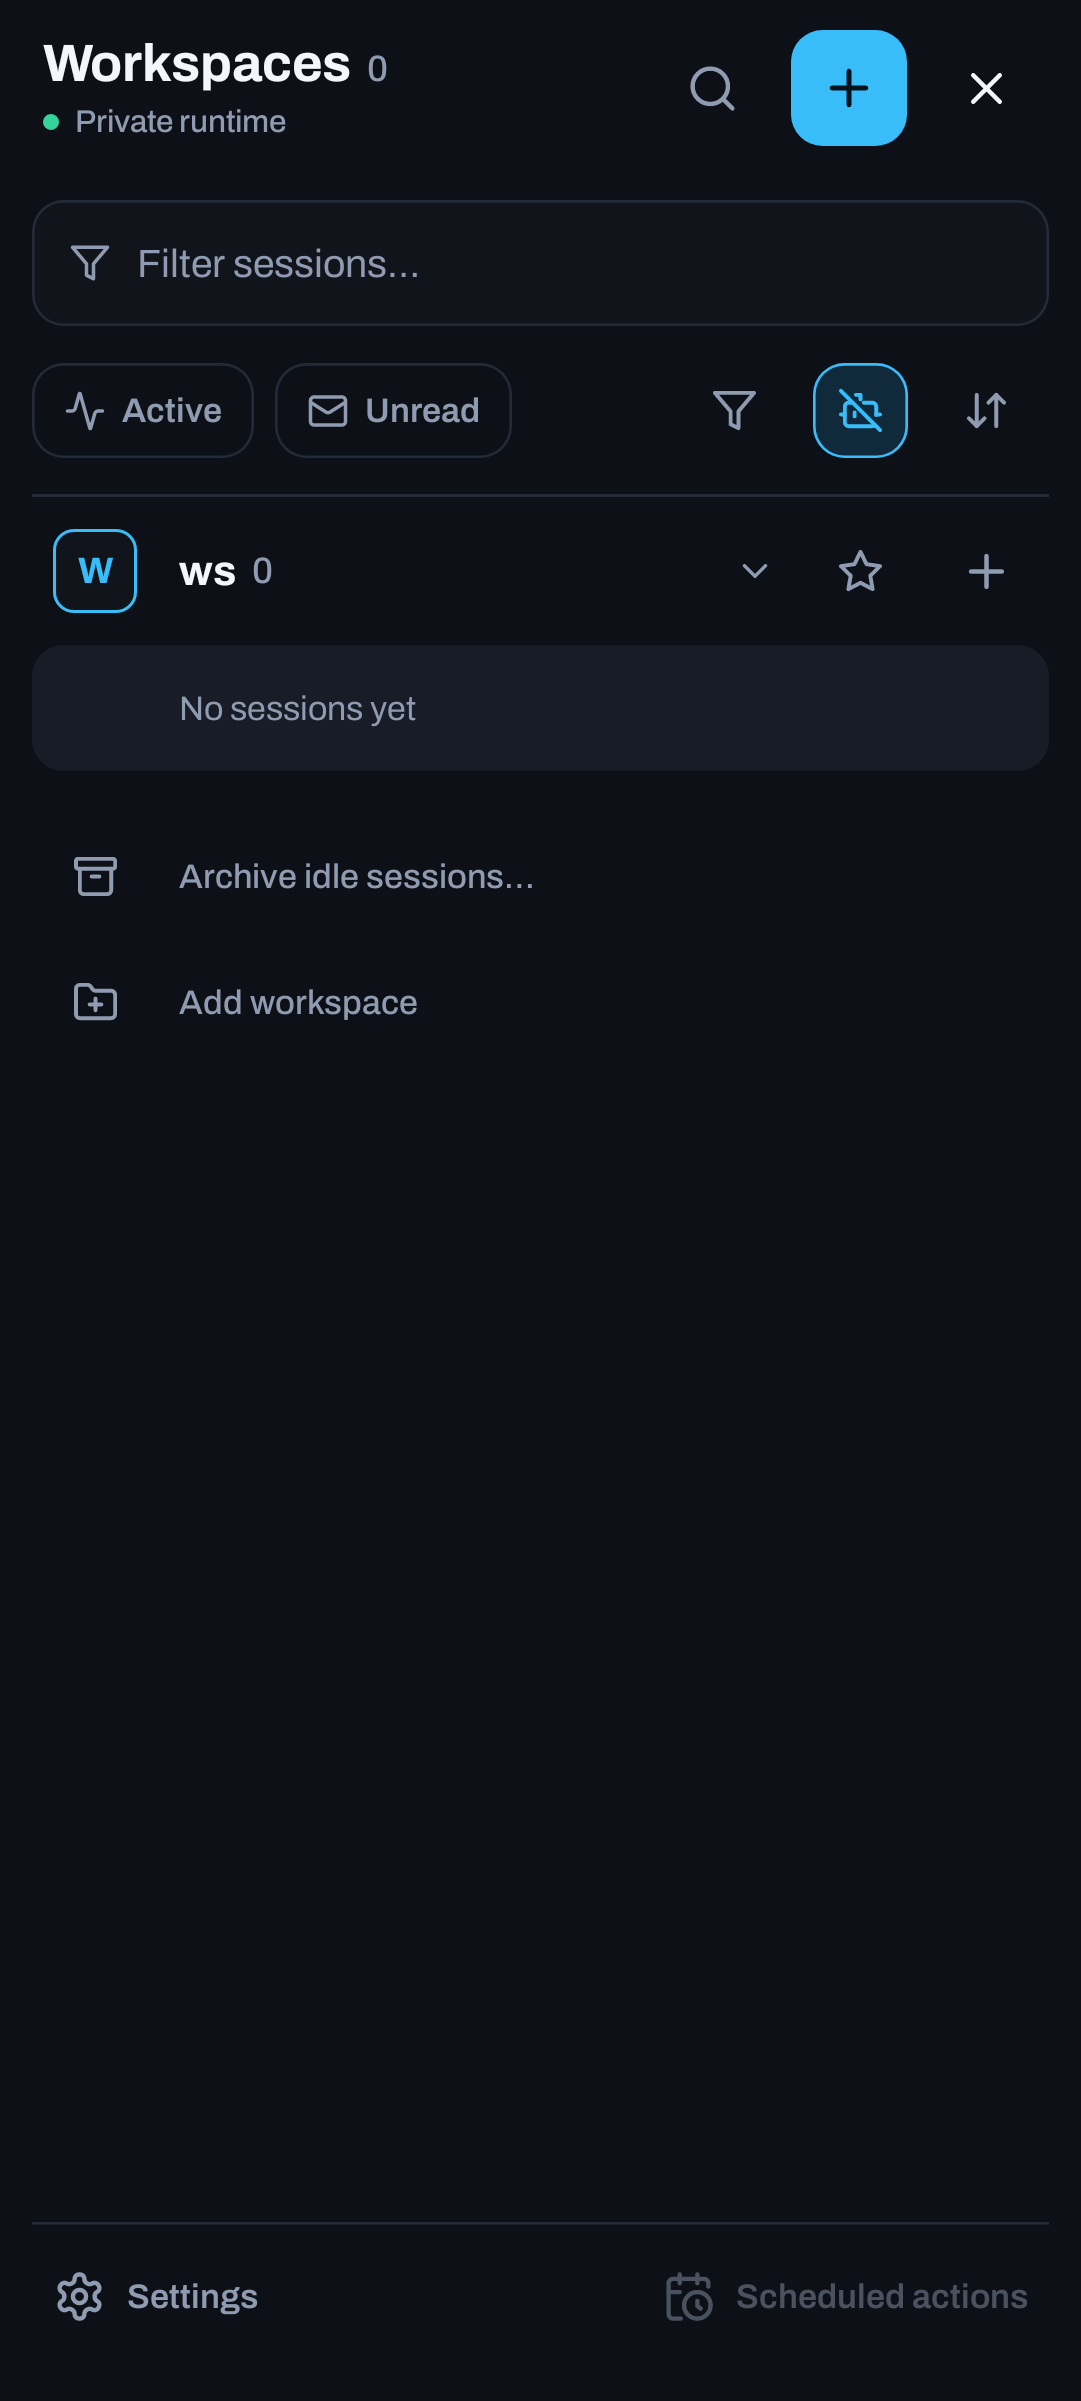 Workspaces 0
Private runtime
Filter sessions...
Active Unread
W ws 0
No sessions yet
Archive idle sessions...
Add workspace
Settings Scheduled actions